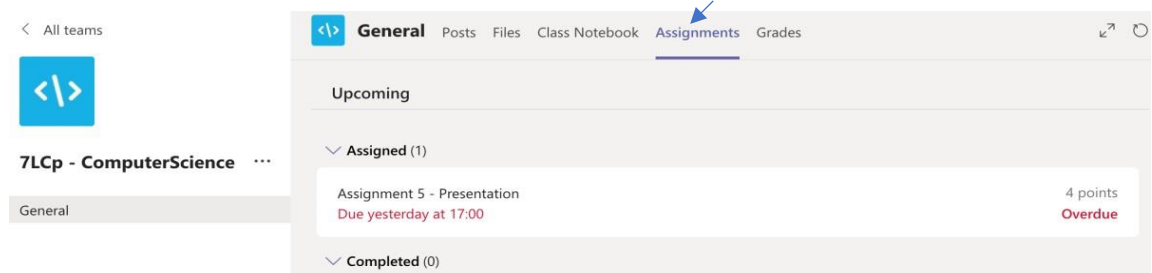 All teams
7LCp - ComputerScience ...
General
General Posts Files Class Notebook Assignments Grades
Upcoming
Assigned (1)
Assignment 5 - Presentation 4 points
Due yesterday at 17:00 Overdue
Completed (0)